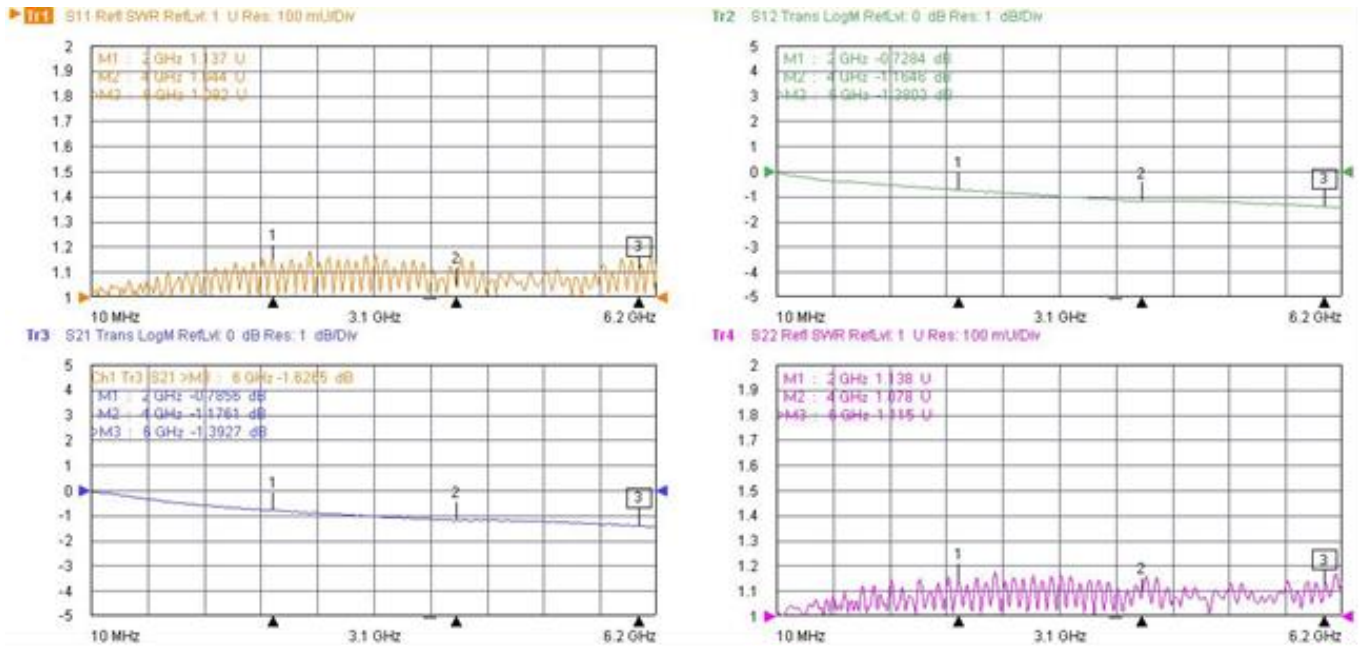 Tr1 S11 Refl SWR RefLvl: 1 U Res: 100 mU/Div
2
1.9
1.8
1.7
1.6
1.5
1.4
1.3
1.2
1.1
1
M1 : 2 GHz 1.137 U
M2 : 4 GHz 1.044 U
>M3 : 6 GHz 1.092 U
1
2
3
10 MHz 3.1 GHz 6.2 GHz
Tr2 S12 Trans LogM RefLvl: 0 dB Res: 1 dB/Div
5
4
3
2
1
0
-1
-2
-3
-4
-5
M1 : 2 GHz -0.7284 dB
M2 : 4 GHz -1.1646 dB
>M3 : 6 GHz -1.3803 dB
1
2
3
10 MHz 3.1 GHz 6.2 GHz
Tr3 S21 Trans LogM RefLvl: 0 dB Res: 1 dB/Div
5
4
3
2
1
0
-1
-2
-3
-4
-5
Ch1 Tr3 S21 >M3 : 6 GHz -1.6265 dB
M1 : 2 GHz -0.7856 dB
M2 : 4 GHz -1.1761 dB
>M3 : 6 GHz -1.3927 dB
1
2
3
10 MHz 3.1 GHz 6.2 GHz
Tr4 S22 Refl SWR RefLvl: 1 U Res: 100 mU/Div
2
1.9
1.8
1.7
1.6
1.5
1.4
1.3
1.2
1.1
1
M1 : 2 GHz 1.138 U
M2 : 4 GHz 1.078 U
>M3 : 6 GHz 1.115 U
1
2
3
10 MHz 3.1 GHz 6.2 GHz